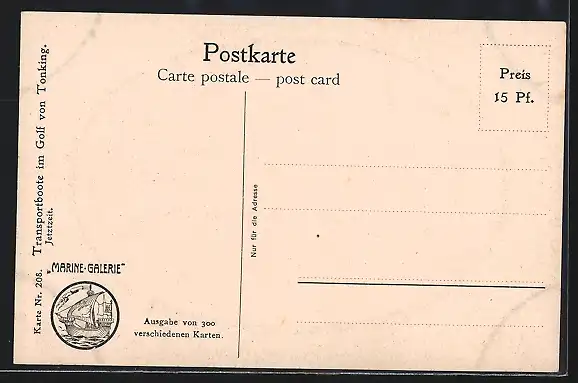 Postkarte
Carte postale — post card
Preis
15 Pf.
Karte Nr. 208. Transportboote im Golf von Tonking.
Jetztzeit.
Nur für die Adresse
„MARINE-GALERIE"
Ausgabe von 300
verschiedenen Karten.